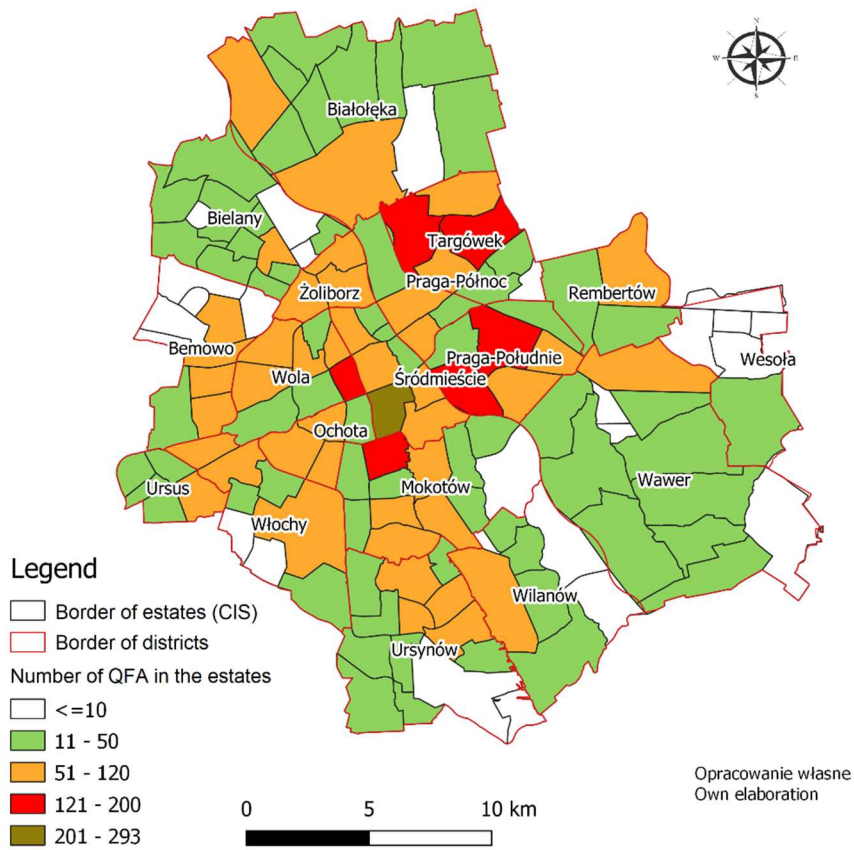 N
W E
S
Białołęka
Bielany
Targówek
Żoliborz
Praga-Północ
Rembertów
Bemowo
Praga-Południe
Wesoła
Wola
Śródmieście
Ochota
Ursus
Mokotów
Wawer
Włochy
Wilanów
Ursynów
Legend
Border of estates (CIS)
Border of districts
Number of QFA in the estates
<=10
11 - 50
51 - 120
121 - 200
201 - 293
0 5 10 km
Opracowanie własne
Own elaboration